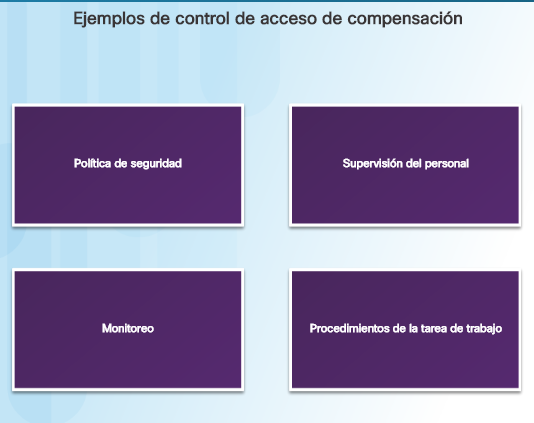 Ejemplos de control de acceso de compensación
Política de seguridad
Supervisión del personal
Monitoreo
Procedimientos de la tarea de trabajo